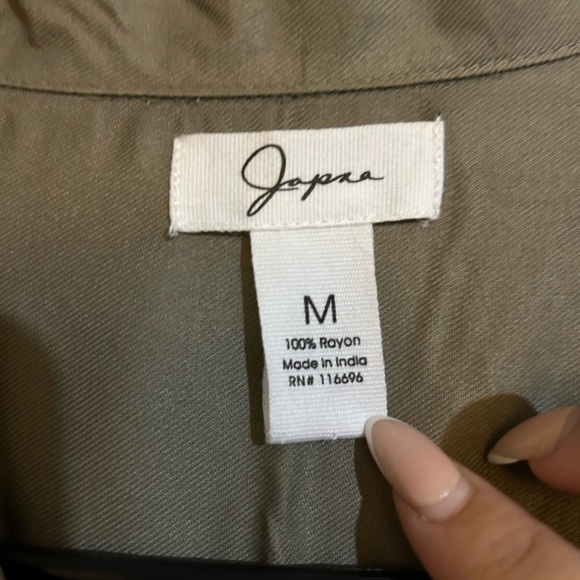 Japna
M
100% Rayon
Made in India
RN# 116696